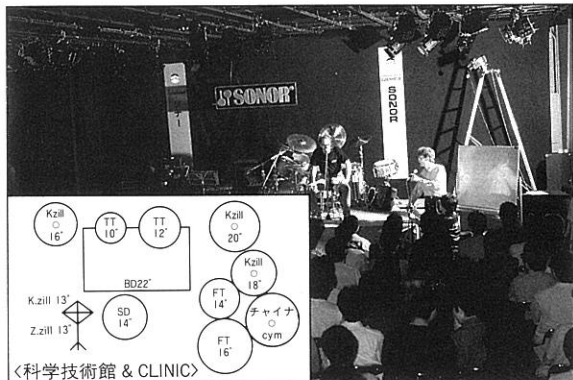 SONOR
SONOR
Kzill
16"
TT
10"
TT
12"
Kzill
20"
BD22"
Kzill
18"
K.zill 13"
Z.zill 13"
SD
14"
FT
14"
チャイナ
cym
FT
16"
〈科学技術館 & CLINIC〉